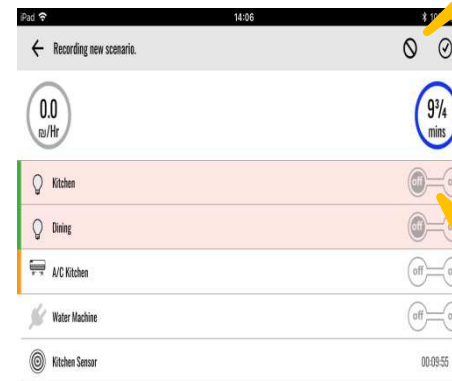 iPad 14:06
Recording new scenario.
0.0
₪/Hr
9¾
mins
Kitchen off
Dining off
A/C Kitchen off
Water Machine off
Kitchen Sensor 00:09:55